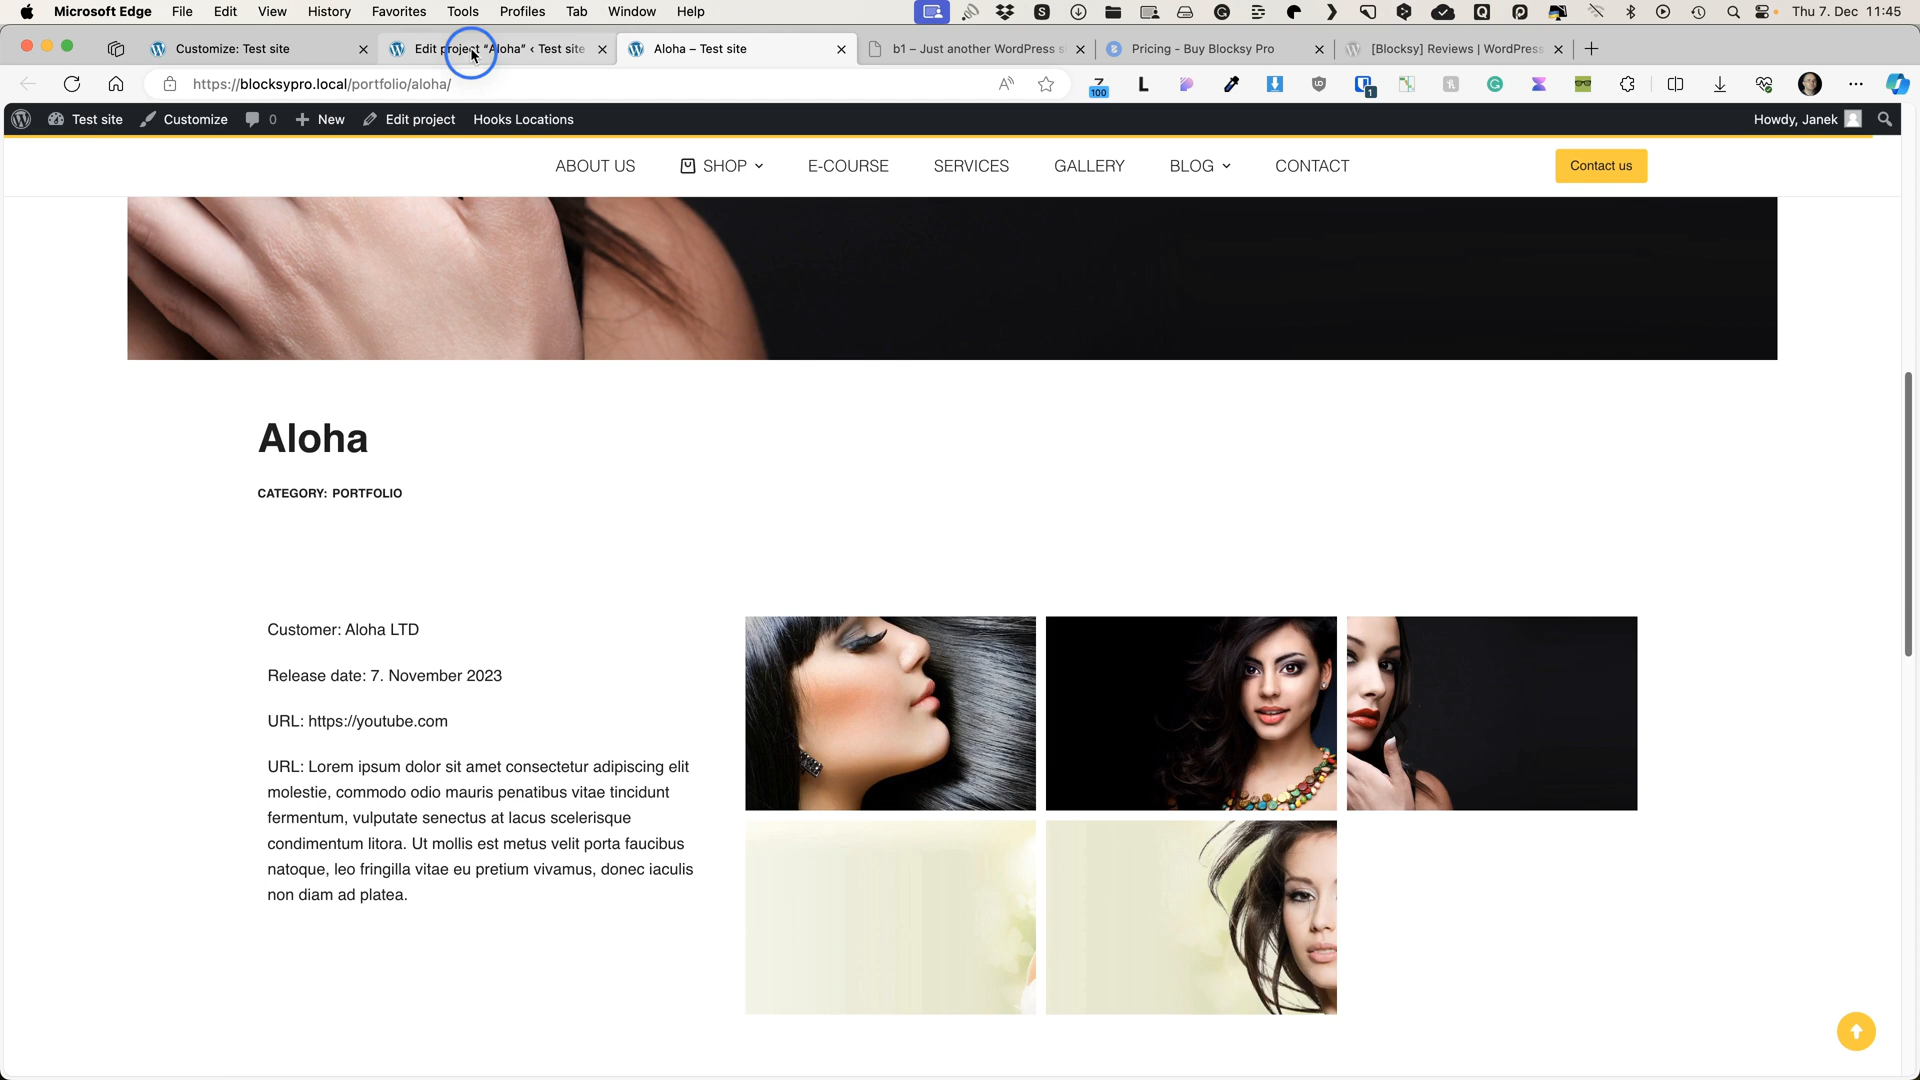 Microsoft Edge File Edit View History Favorites Tools Profiles Tab Window Help Thu 7. Dec 11:45
Customize: Test site Edit project “Aloha” ‹ Test site Aloha – Test site b1 – Just another WordPress s Pricing - Buy Blocksy Pro [Blocksy] Reviews | WordPress
https://blocksypro.local/portfolio/aloha/
100
1
Test site Customize 0 New Edit project Hooks Locations Howdy, Janek
ABOUT US SHOP E-COURSE SERVICES GALLERY BLOG CONTACT Contact us
Aloha
CATEGORY: PORTFOLIO
Customer: Aloha LTD
Release date: 7. November 2023
URL: https://youtube.com
URL: Lorem ipsum dolor sit amet consectetur adipiscing elit
molestie, commodo odio mauris penatibus vitae tincidunt
fermentum, vulputate senectus at lacus scelerisque
condimentum litora. Ut mollis est metus velit porta faucibus
natoque, leo fringilla vitae eu pretium vivamus, donec iaculis
non diam ad platea.